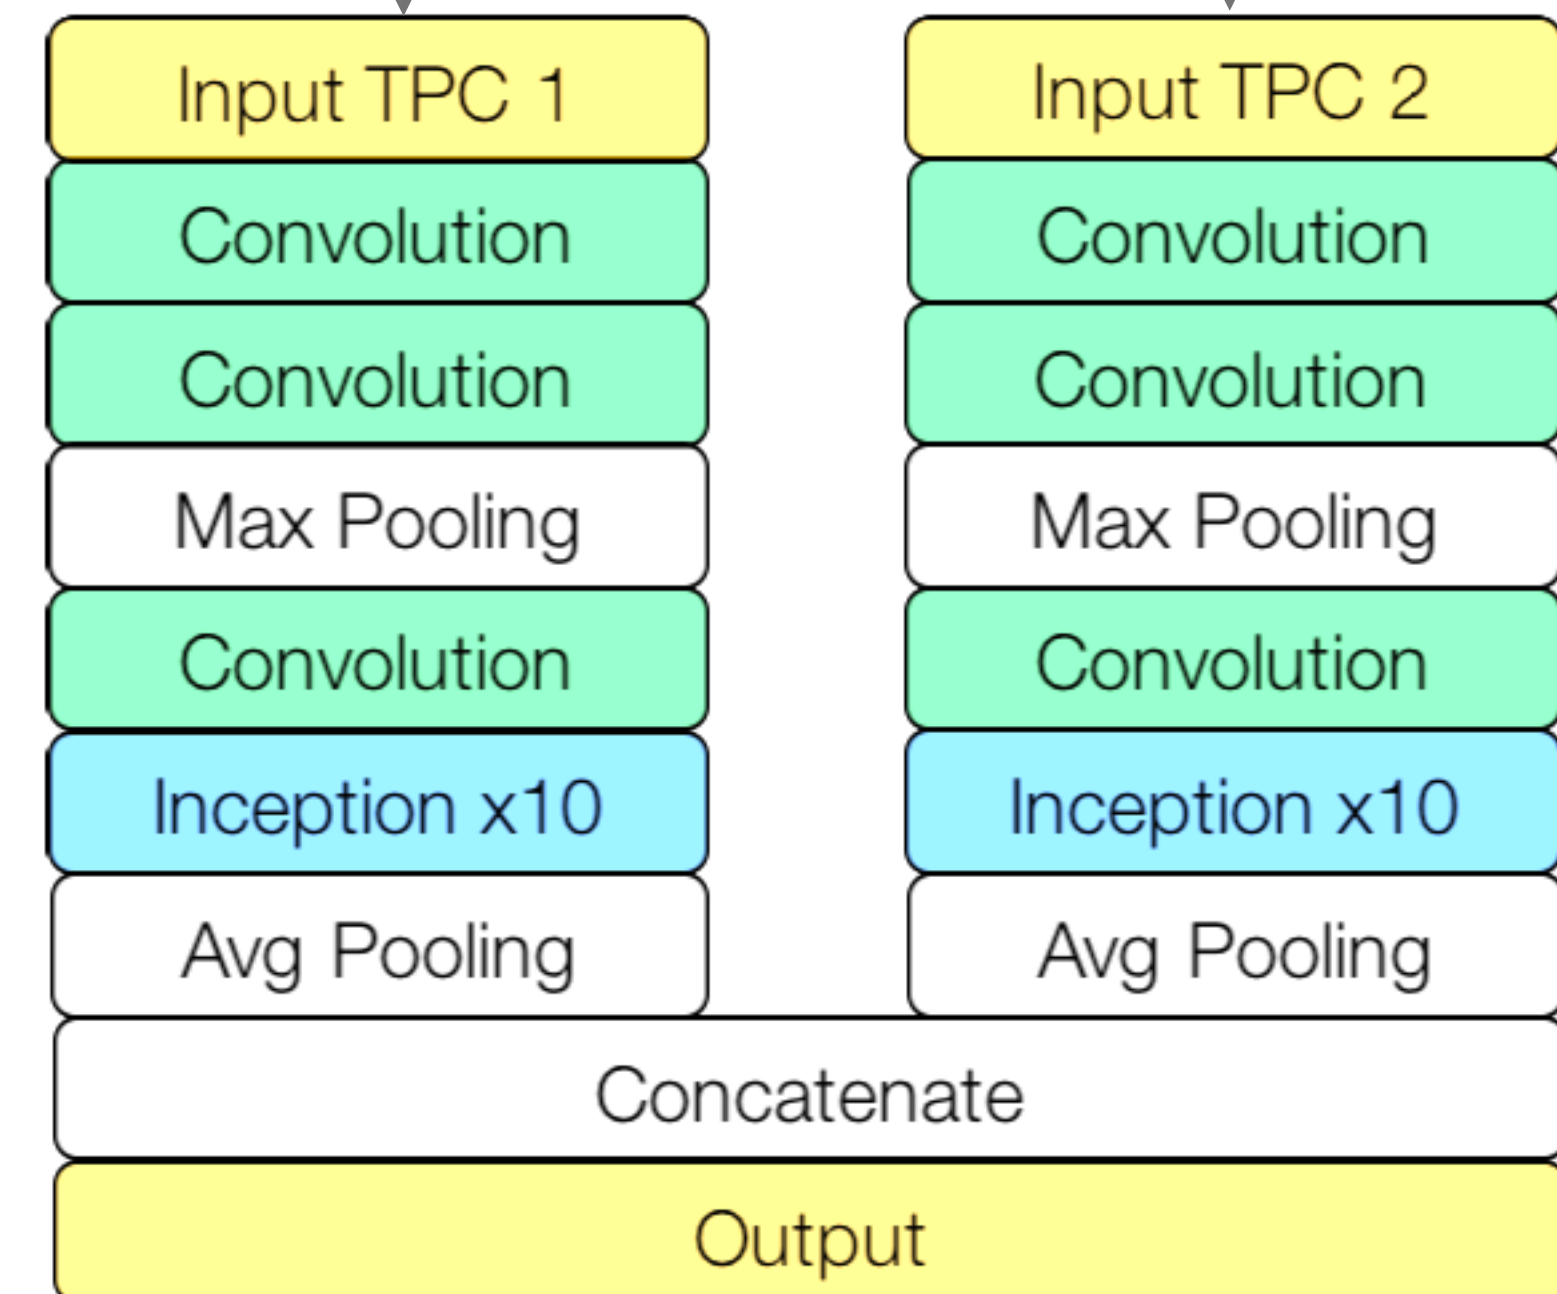 Input TPC 1
Convolution
Convolution
Max Pooling
Convolution
Inception x10
Avg Pooling
Input TPC 2
Convolution
Convolution
Max Pooling
Convolution
Inception x10
Avg Pooling
Concatenate
Output